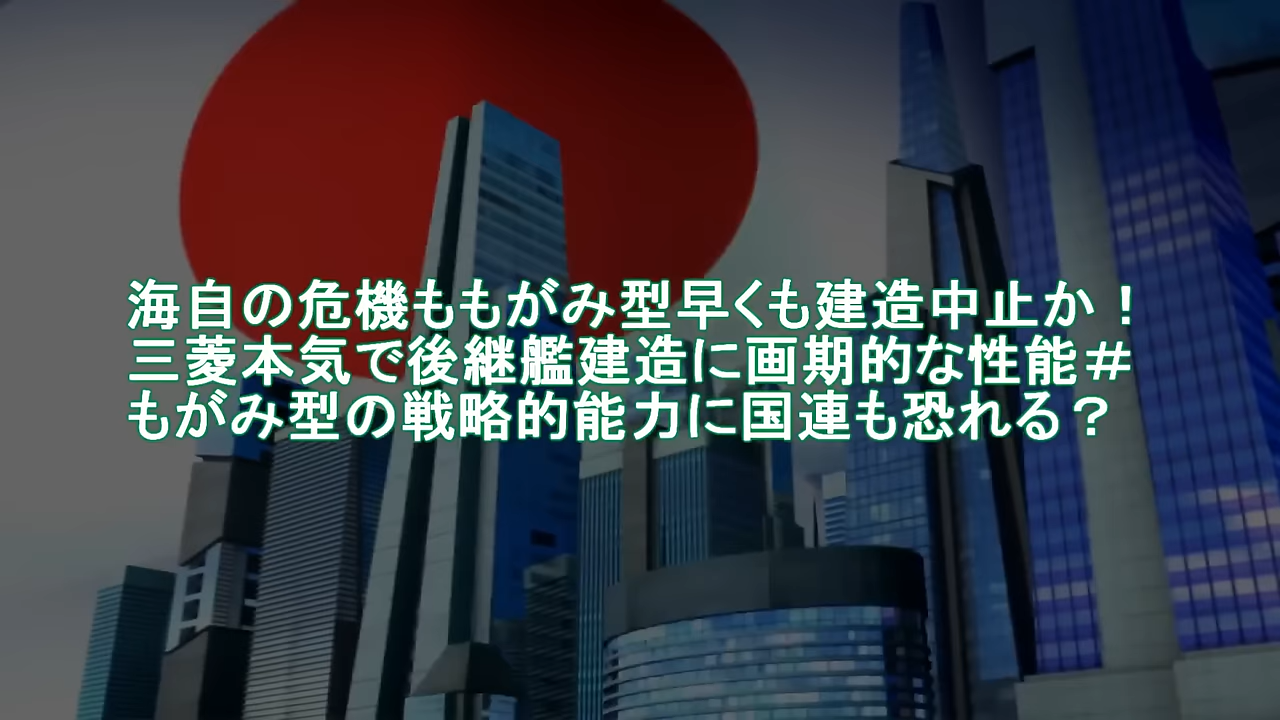 海自の危機ももがみ型早くも建造中止か！
三菱本気で後継艦建造に画期的な性能＃
もがみ型の戦略的能力に国連も恐れる？